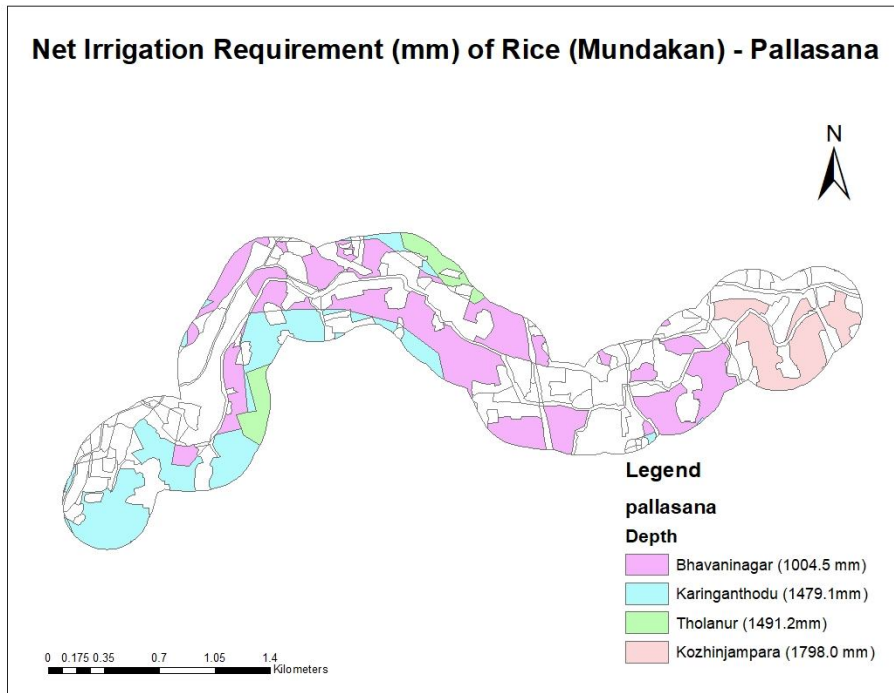 Net Irrigation Requirement (mm) of Rice (Mundakan) - Pallasana
N
Legend
pallasana
Depth
Bhavaninagar (1004.5 mm)
Karinganthodu (1479.1mm)
Tholanur (1491.2mm)
Kozhinjampara (1798.0 mm)
0 0.175 0.35 0.7 1.05 1.4
Kilometers